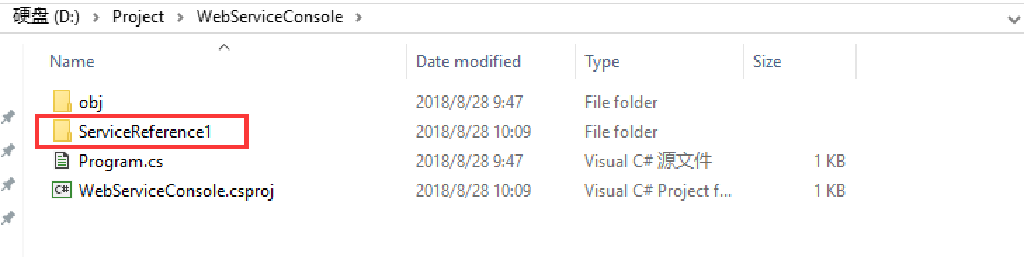 硬盘 (D:) > Project > WebServiceConsole >
Name Date modified Type Size
obj 2018/8/28 9:47 File folder
ServiceReference1 2018/8/28 10:09 File folder
Program.cs 2018/8/28 9:47 Visual C# 源文件 1 KB
C# WebServiceConsole.csproj 2018/8/28 10:09 Visual C# Project f... 1 KB